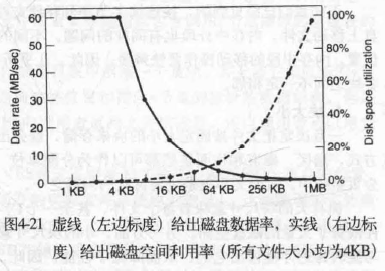 60
50
40
30
20
10
0
Data rate (MB/sec)
100%
80%
60%
40%
20%
0%
Disk space utilization
1 KB
4 KB
16 KB
64 KB
256 KB
1MB
图4-21 虚线（左边标度）给出磁盘数据率，实线（右边标
度）给出磁盘空间利用率（所有文件大小均为4KB）